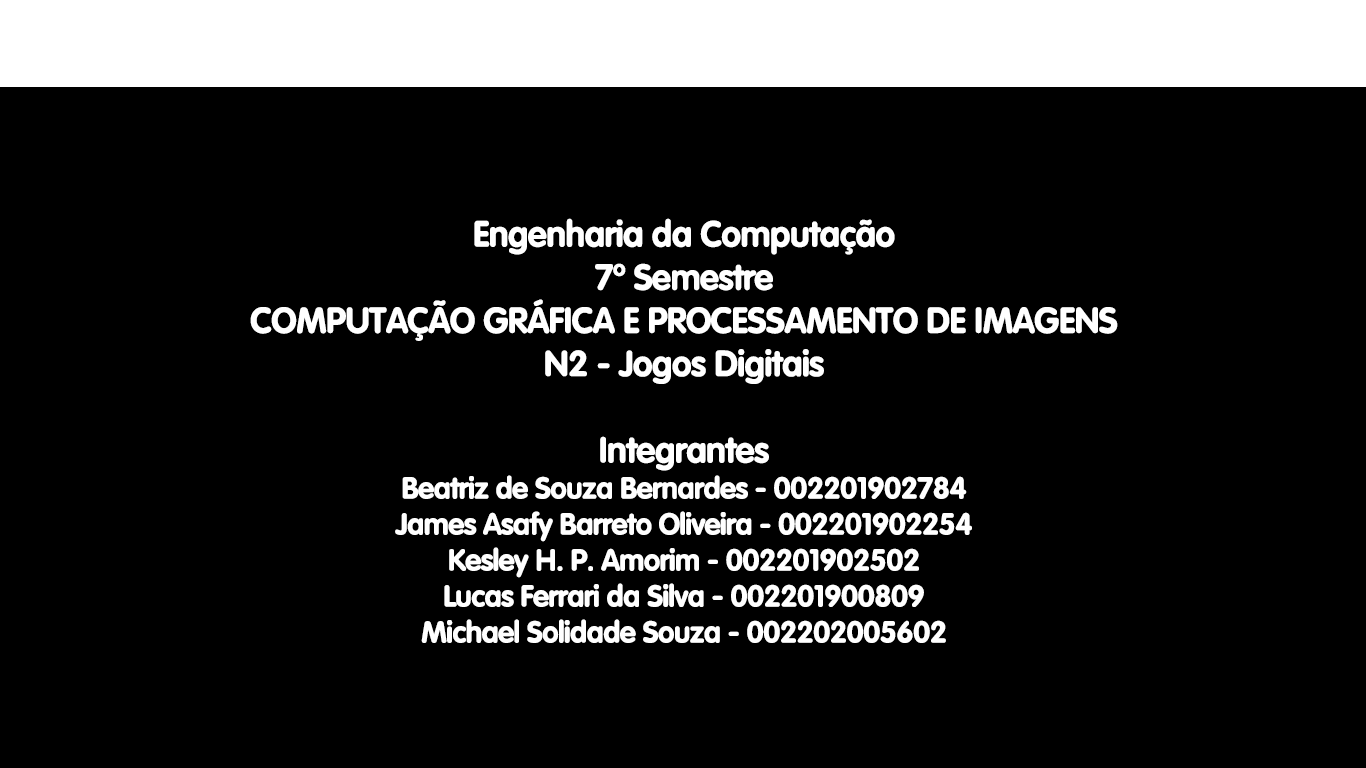 Engenharia da Computação
7º Semestre
COMPUTAÇÃO GRÁFICA E PROCESSAMENTO DE IMAGENS
N2 - Jogos Digitais
Integrantes
Beatriz de Souza Bernardes - 002201902784
James Asafy Barreto Oliveira - 002201902254
Kesley H. P. Amorim - 002201902502
Lucas Ferrari da Silva - 002201900809
Michael Solidade Souza - 002202005602